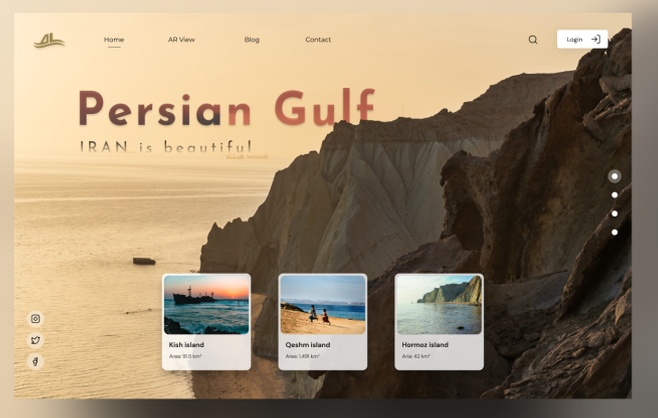 Home
AR View
Blog
Contact
Login
Persian Gulf
IRAN is beautiful
Kish island
Area: 91.5 km²
Qeshm island
Area: 1,491 km²
Hormoz island
Aria: 42 km²